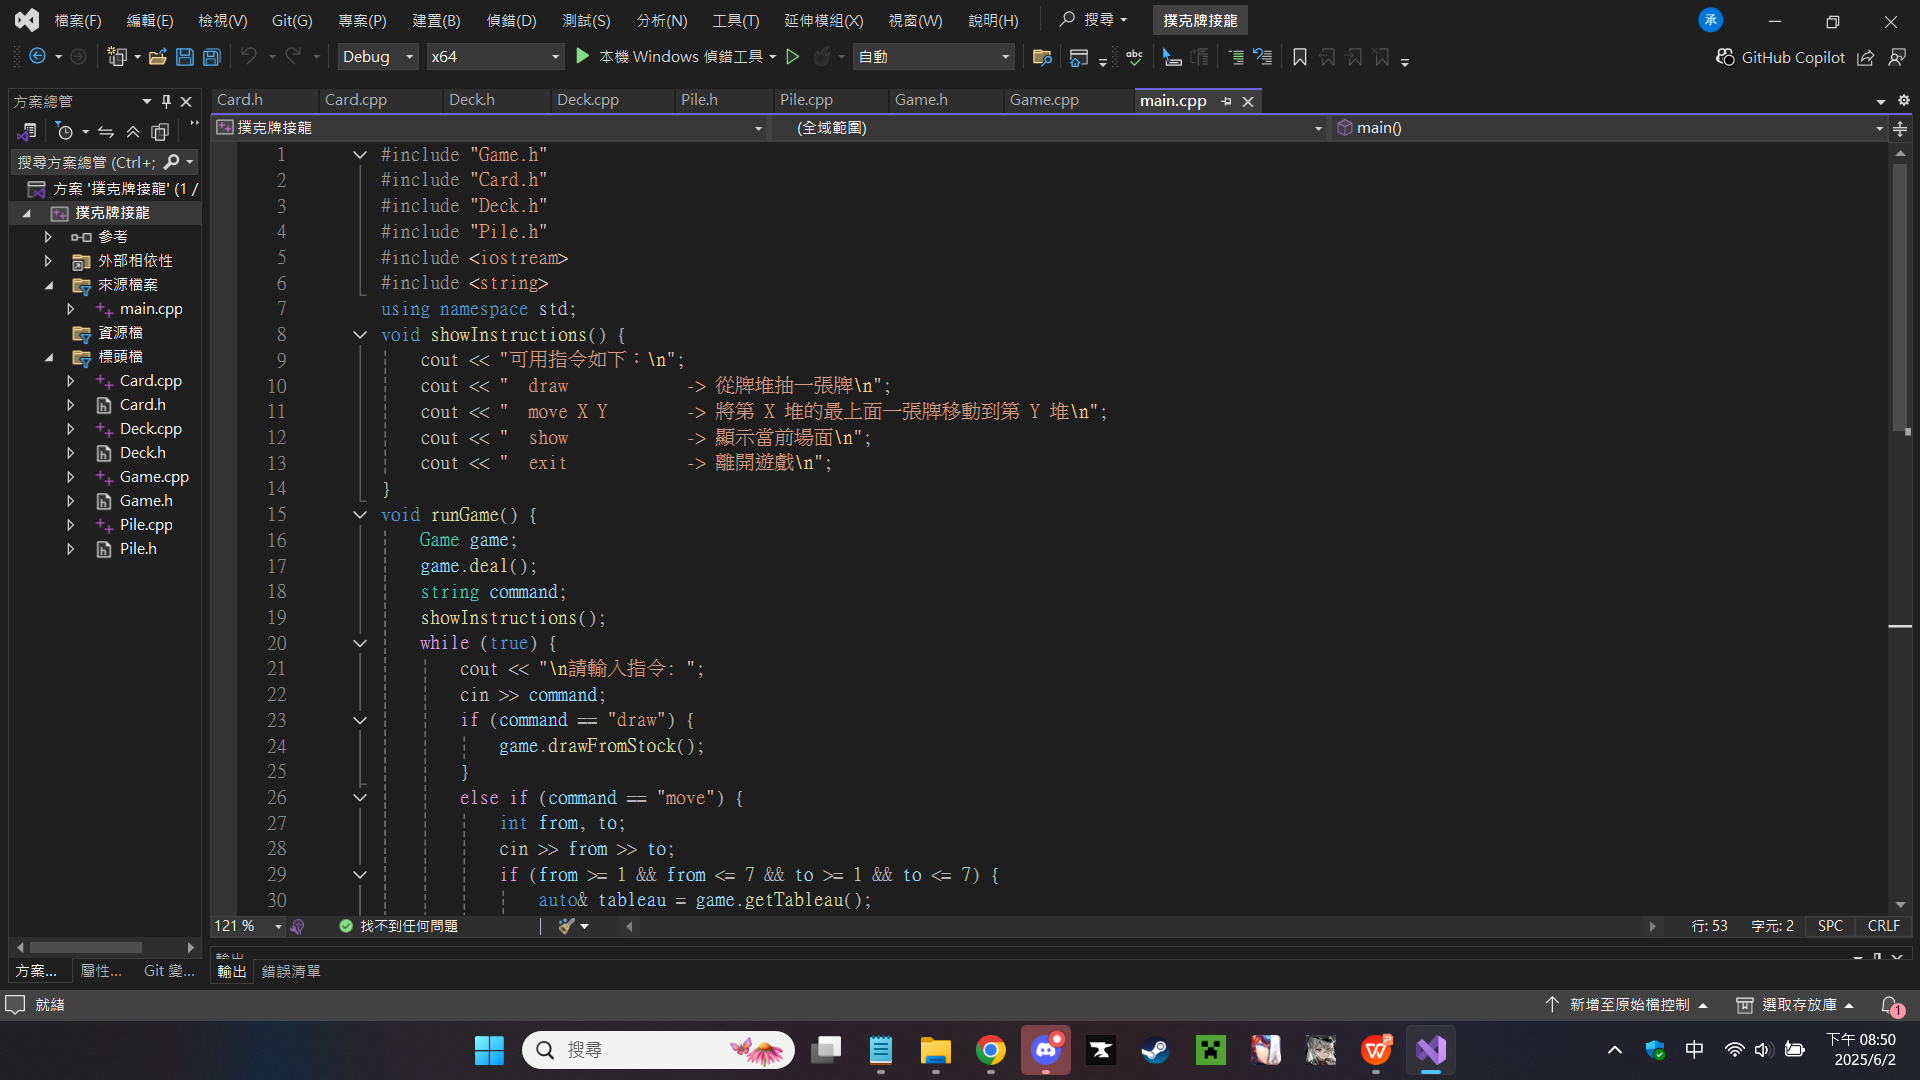 檔案(F) 編輯(E) 檢視(V) Git(G) 專案(P) 建置(B) 偵錯(D) 測試(S) 分析(N) 工具(T) 延伸模組(X) 視窗(W) 說明(H) 搜尋 撲克牌接龍 承
Debug x64 本機 Windows 偵錯工具 自動 abc GitHub Copilot
方案總管
搜尋方案總管 (Ctrl+;
方案 '撲克牌接龍' (1 /
撲克牌接龍
參考
外部相依性
來源檔案
main.cpp
資源檔
標頭檔
Card.cpp
Card.h
Deck.cpp
Deck.h
Game.cpp
Game.h
Pile.cpp
Pile.h
方案... 屬性... Git 變...
Card.h Card.cpp Deck.h Deck.cpp Pile.h Pile.cpp Game.h Game.cpp main.cpp
撲克牌接龍 (全域範圍) main()
1 #include "Game.h"
2 #include "Card.h"
3 #include "Deck.h"
4 #include "Pile.h"
5 #include <iostream>
6 #include <string>
7 using namespace std;
8 void showInstructions() {
9 cout << "可用指令如下：\n";
10 cout << "  draw            -> 從牌堆抽一張牌\n";
11 cout << "  move X Y        -> 將第 X 堆的最上面一張牌移動到第 Y 堆\n";
12 cout << "  show            -> 顯示當前場面\n";
13 cout << "  exit            -> 離開遊戲\n";
14 }
15 void runGame() {
16 Game game;
17 game.deal();
18 string command;
19 showInstructions();
20 while (true) {
21 cout << "\n請輸入指令: ";
22 cin >> command;
23 if (command == "draw") {
24 game.drawFromStock();
25 }
26 else if (command == "move") {
27 int from, to;
28 cin >> from >> to;
29 if (from >= 1 && from <= 7 && to >= 1 && to <= 7) {
30 auto& tableau = game.getTableau();
121 % 找不到任何問題 行: 53 字元: 2 SPC CRLF
輸出
輸出 錯誤清單
就緒 新增至原始檔控制 選取存放庫 1
搜尋 中 下午 08:50
2025/6/2